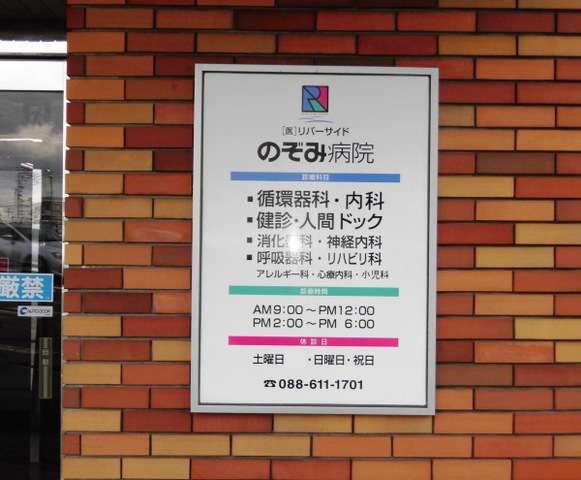 [医]リバーサイド
のぞみ病院
診療科目
■循環器科・内科
■健診・人間ドック
■消化器科・神経内科
■呼吸器科・リハビリ科
アレルギー科・心療内科・小児科
診療時間
AM9:00～PM12:00
PM2:00～PM 6:00
休診日
土曜日 ・日曜日・祝日
☎088-611-1701
厳禁
AUTODOOR
自動